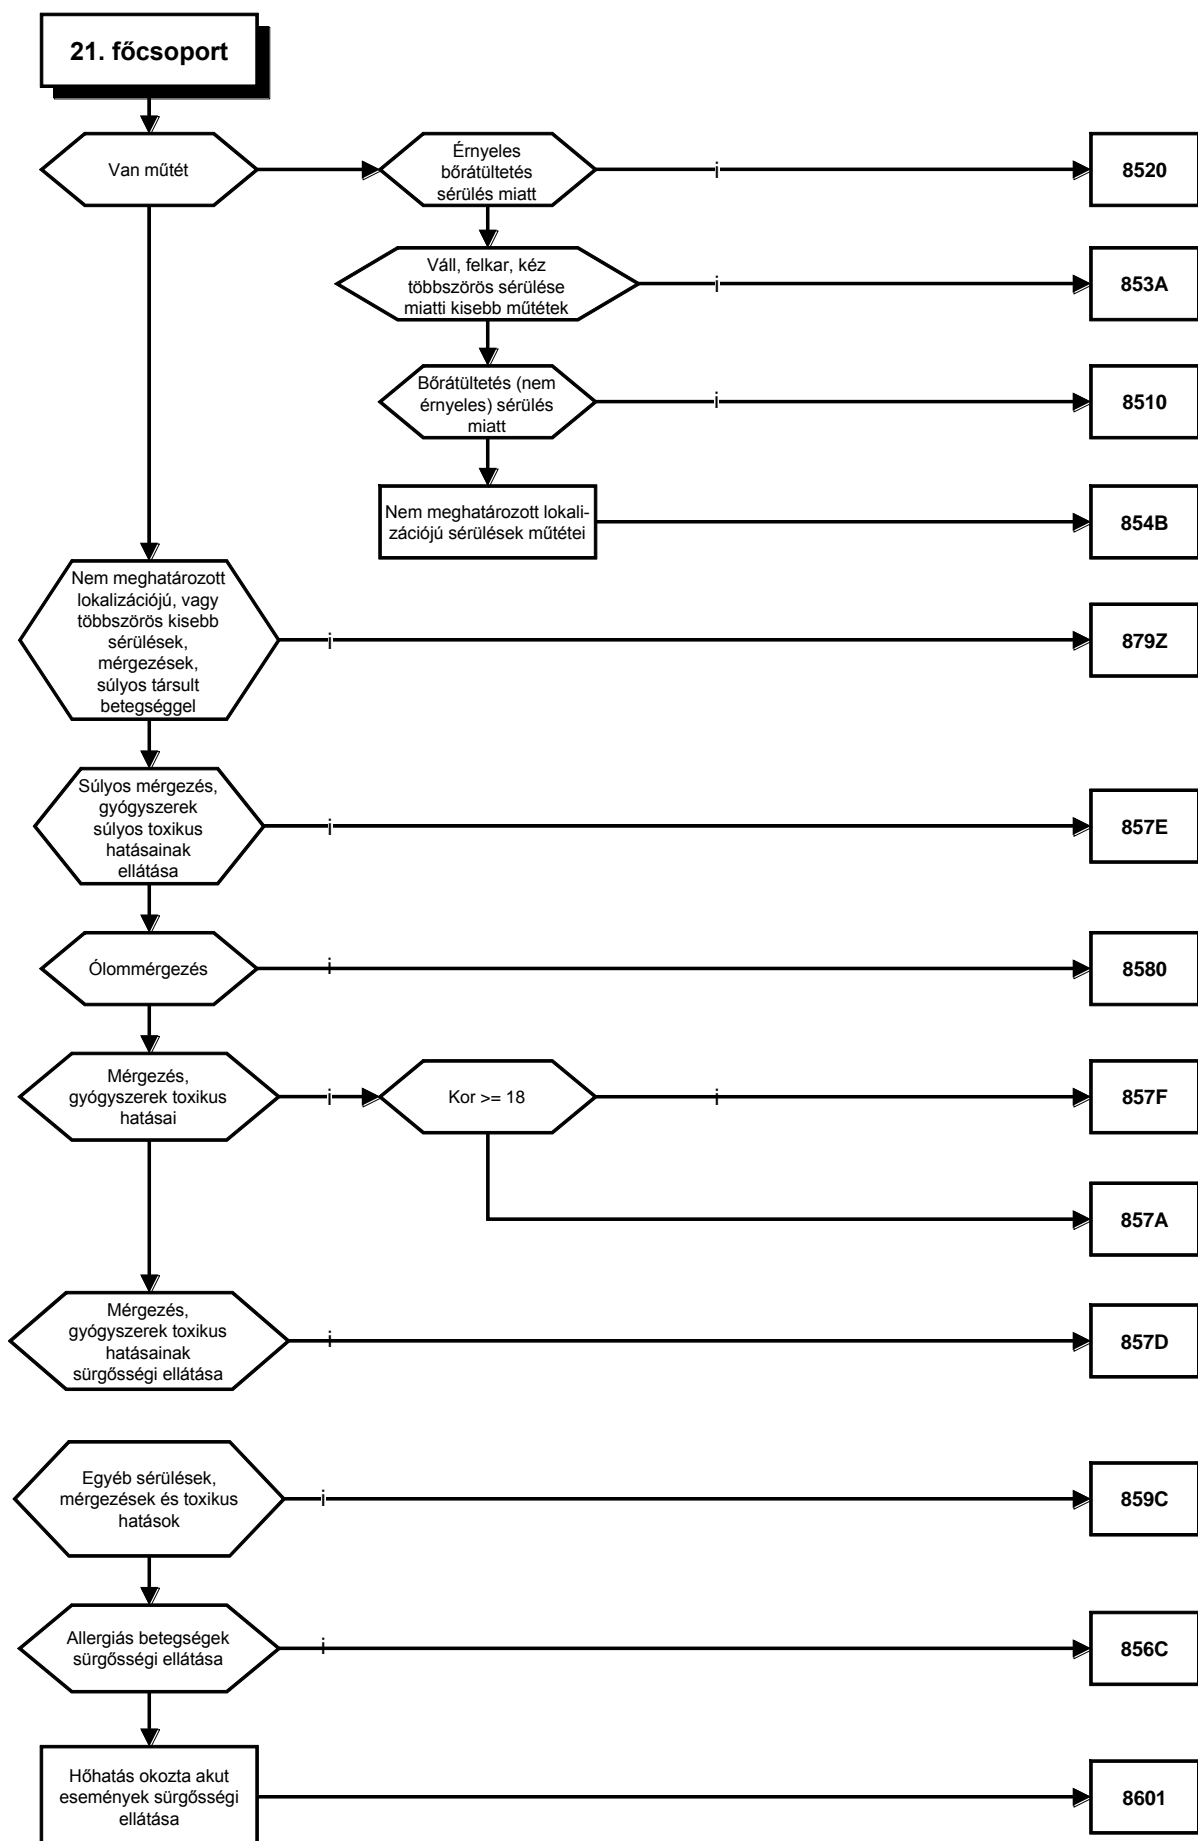 21. főcsoport
Van műtét
Érnyeles
bőrátültetés
sérülés miatt
i
8520
Váll, felkar, kéz
többszörös sérülése
miatti kisebb műtétek
i
853A
Bőrátültetés (nem
érnyeles) sérülés
miatt
i
8510
Nem meghatározott lokali-
zációjú sérülések műtétei
854B
Nem meghatározott
lokalizációjú, vagy
többszörös kisebb
sérülések,
mérgezések,
súlyos társult
betegséggel
i
879Z
Súlyos mérgezés,
gyógyszerek
súlyos toxikus
hatásainak
ellátása
i
857E
Ólommérgezés
i
8580
Mérgezés,
gyógyszerek toxikus
hatásai
i
Kor >= 18
i
857F
857A
Mérgezés,
gyógyszerek toxikus
hatásainak
sürgősségi ellátása
i
857D
Egyéb sérülések,
mérgezések és toxikus
hatások
i
859C
Allergiás betegségek
sürgősségi ellátása
i
856C
Hőhatás okozta akut
események sürgősségi
ellátása
8601